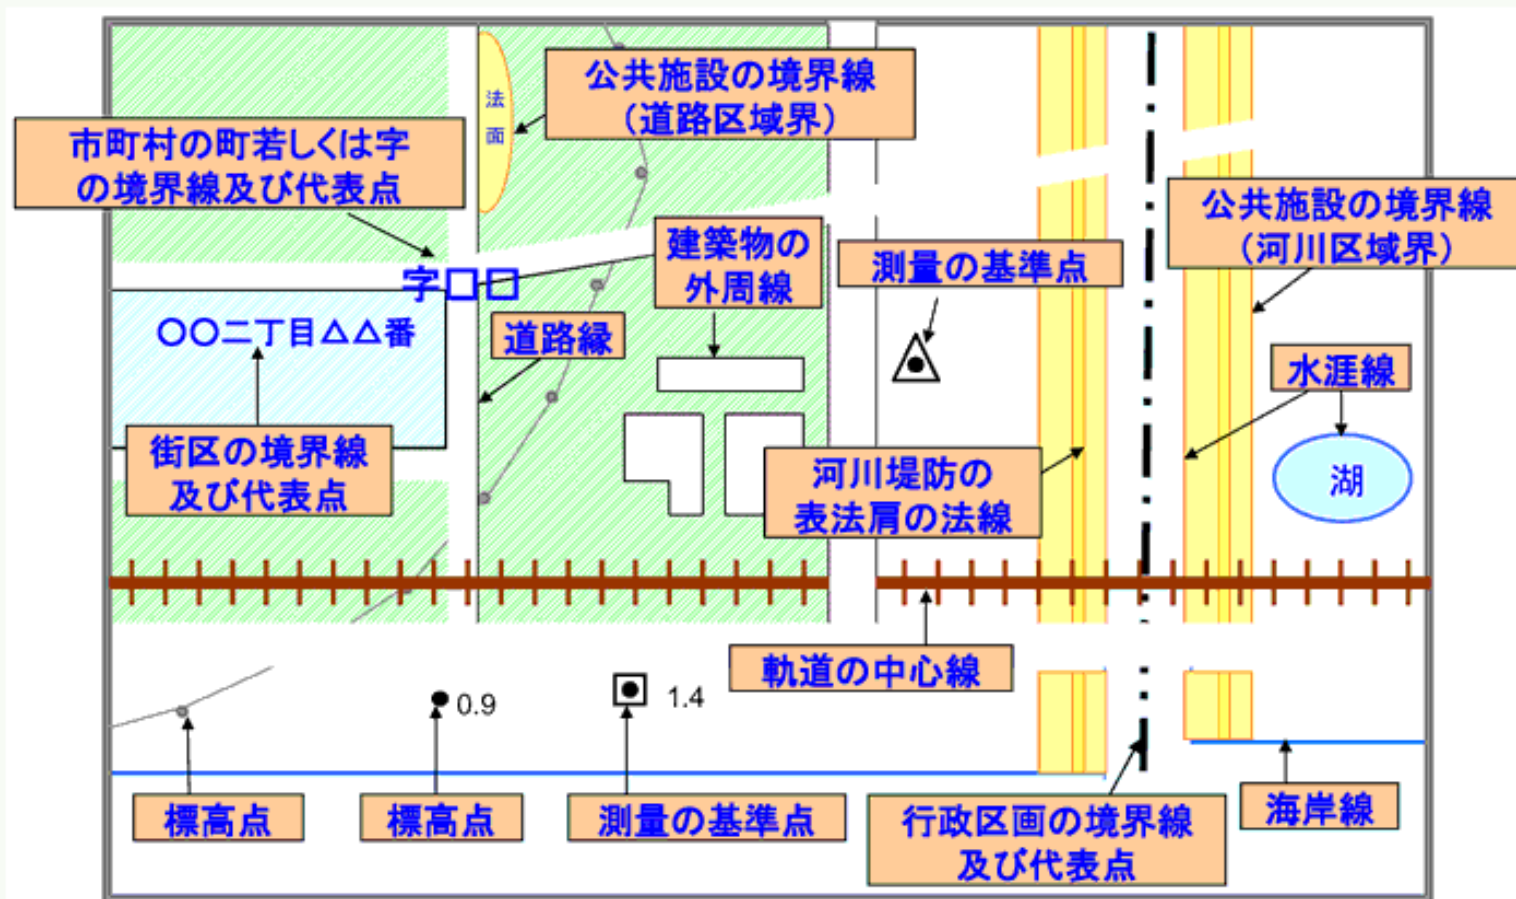 公共施設の境界線
（道路区域界）
法
面
市町村の町若しくは字
の境界線及び代表点
公共施設の境界線
（河川区域界）
建築物の
外周線
測量の基準点
字□□
〇〇二丁目△△番
道路縁
水涯線
街区の境界線
及び代表点
河川堤防の
表法肩の法線
湖
軌道の中心線
0.9
1.4
標高点
標高点
測量の基準点
行政区画の境界線
及び代表点
海岸線